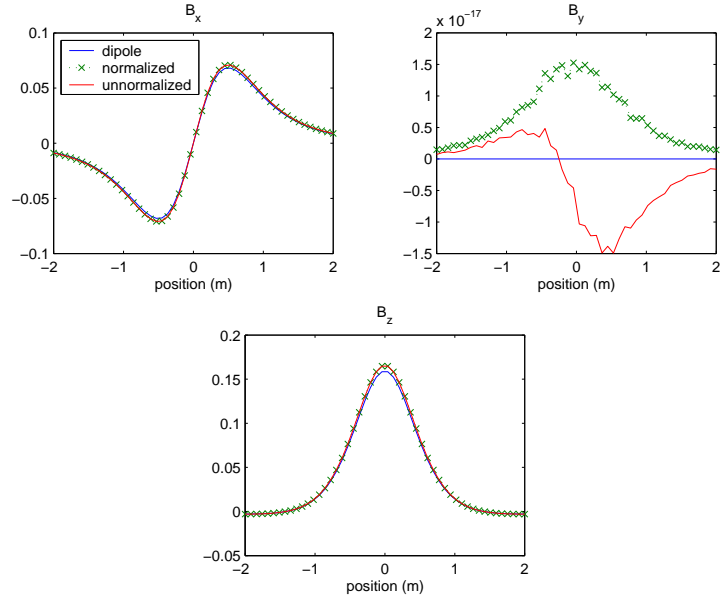 B_x
0.1
0.05
0
−0.05
−0.1
dipole
normalized
unnormalized
−2 −1 0 1 2
position (m)
B_y
x 10^−17
2
1.5
1
0.5
0
−0.5
−1
−1.5
−2 −1 0 1 2
position (m)
B_z
0.2
0.15
0.1
0.05
0
−0.05
−2 −1 0 1 2
position (m)